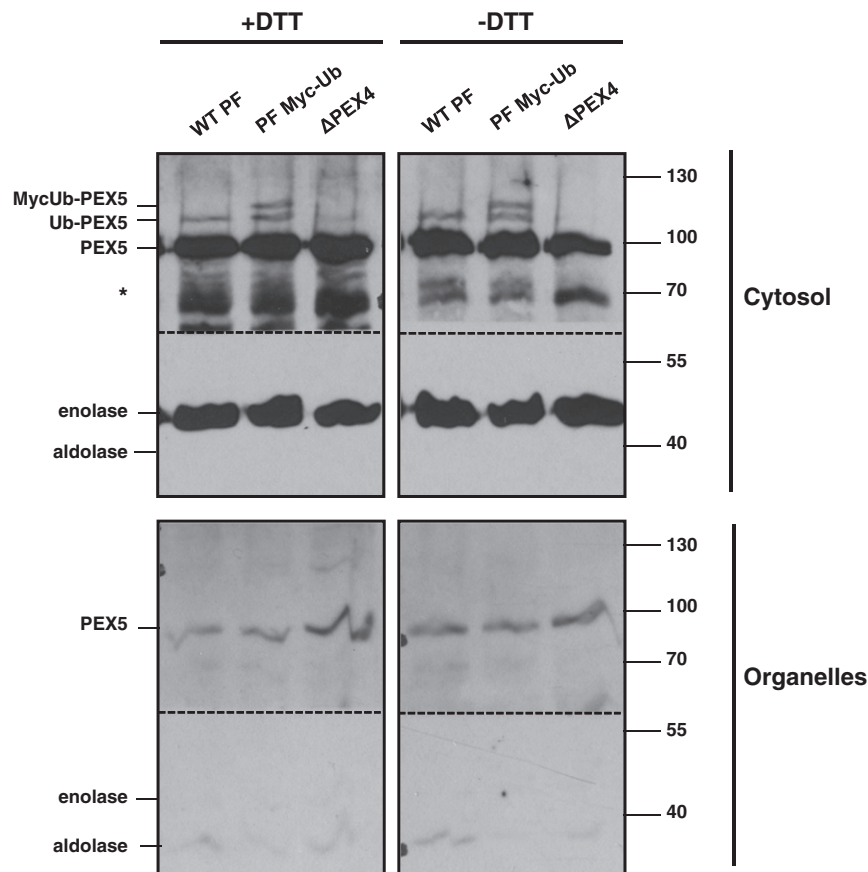 +DTT -DTT
WT PF PF Myc-Ub ΔPEX4 WT PF PF Myc-Ub ΔPEX4
MycUb-PEX5
Ub-PEX5
PEX5
*
enolase
aldolase
130
100
70
55
40
Cytosol
PEX5
enolase
aldolase
130
100
70
55
40
Organelles